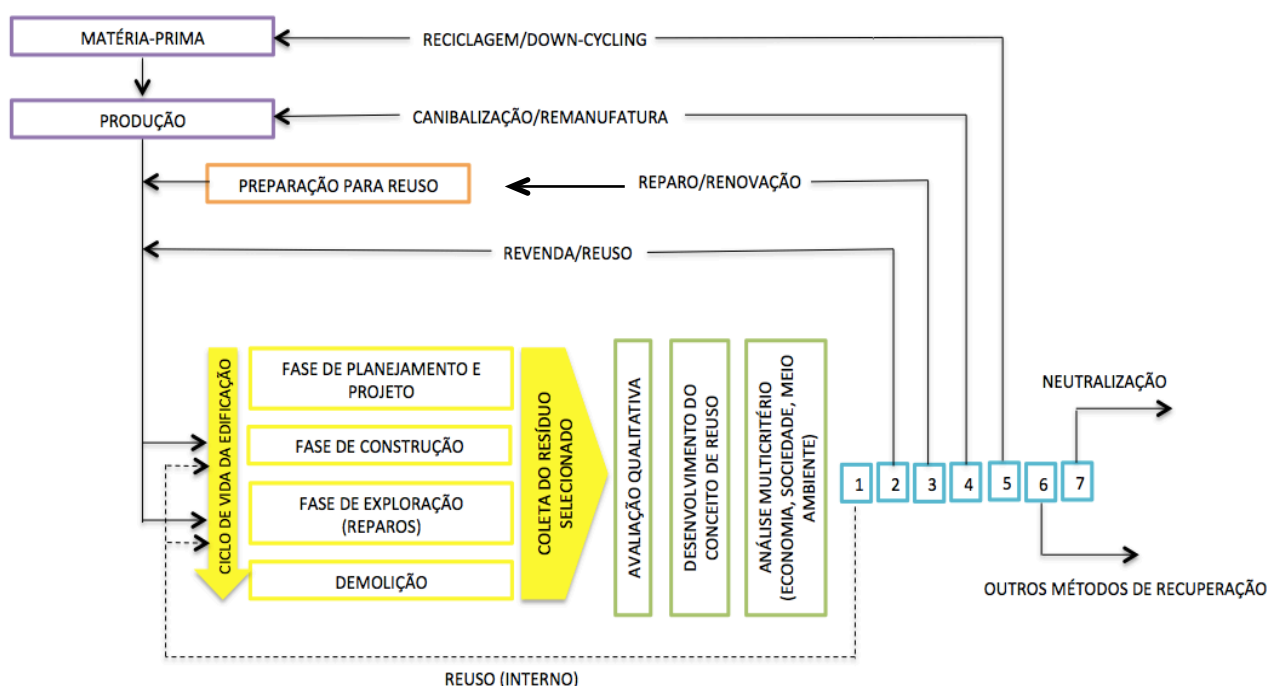 MATÉRIA-PRIMA
RECICLAGEM/DOWN-CYCLING
PRODUÇÃO
CANIBALIZAÇÃO/REMANUFATURA
PREPARAÇÃO PARA REUSO
REPARO/RENOVAÇÃO
REVENDA/REUSO
CICLO DE VIDA DA EDIFICAÇÃO
FASE DE PLANEJAMENTO E
PROJETO
FASE DE CONSTRUÇÃO
FASE DE EXPLORAÇÃO
(REPAROS)
DEMOLIÇÃO
COLETA DO RESÍDUO
SELECIONADO
AVALIAÇÃO QUALITATIVA
DESENVOLVIMENTO DO
CONCEITO DE REUSO
ANÁLISE MULTICRITÉRIO
(ECONOMIA, SOCIEDADE, MEIO
AMBIENTE)
1
2
3
4
5
6
7
NEUTRALIZAÇÃO
OUTROS MÉTODOS DE RECUPERAÇÃO
REUSO (INTERNO)